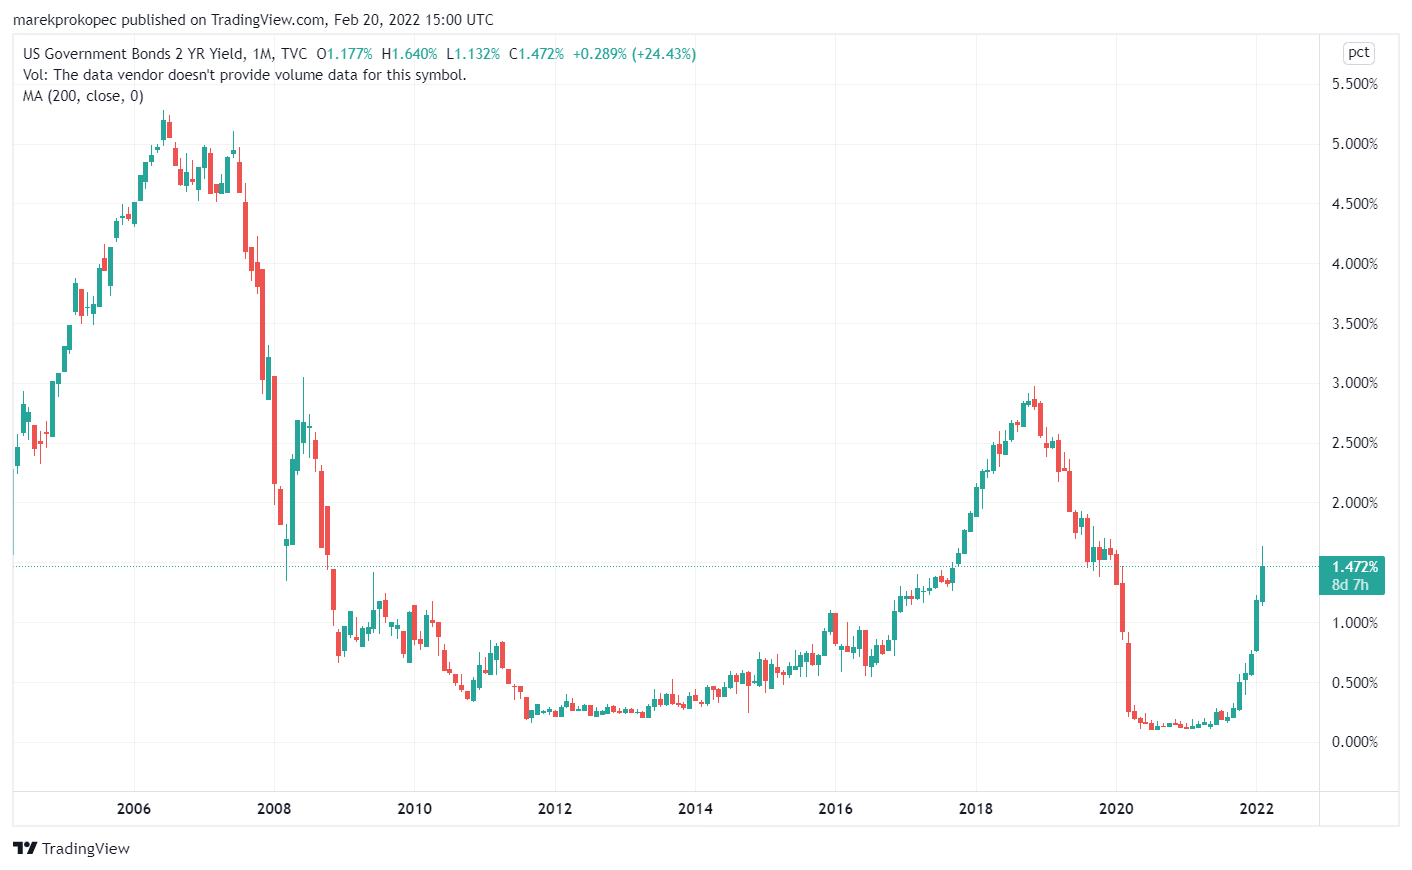 marekprokopec published on TradingView.com, Feb 20, 2022 15:00 UTC
US Government Bonds 2 YR Yield, 1M, TVC O1.177% H1.640% L1.132% C1.472% +0.289% (+24.43%)
Vol: The data vendor doesn't provide volume data for this symbol.
MA (200, close, 0)
pct
5.500%
5.000%
4.500%
4.000%
3.500%
3.000%
2.500%
2.000%
1.472%
8d 7h
1.000%
0.500%
0.000%
2006 2008 2010 2012 2014 2016 2018 2020 2022
TradingView